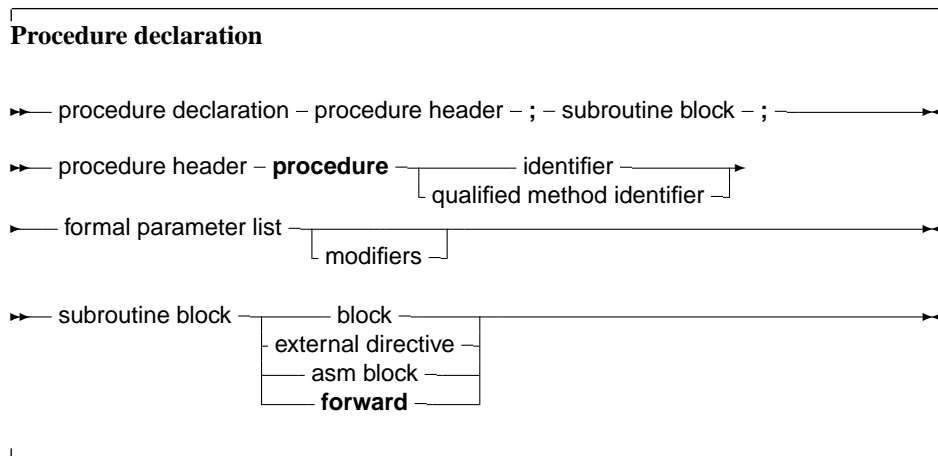 Procedure declaration
procedure declaration procedure header ; subroutine block ;
procedure header procedure identifier
qualified method identifier
formal parameter list
modifiers
subroutine block block
external directive
asm block
forward